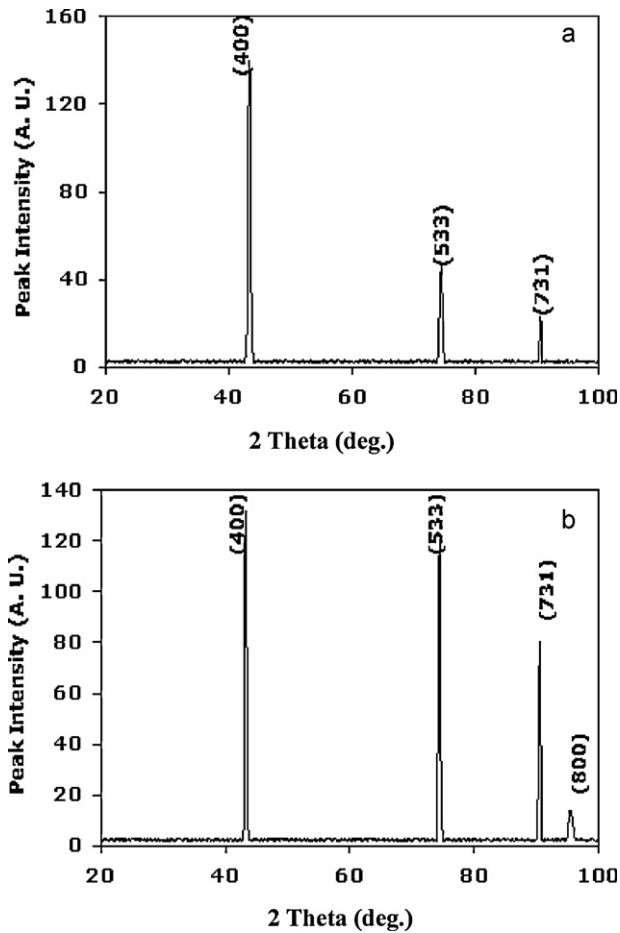 a
Peak Intensity (A. U.)
160
120
80
40
0
(400)
(533)
(731)
20 40 60 80 100
2 Theta (deg.)
b
Peak Intensity (A. U.)
140
120
100
80
60
40
20
0
(400)
(533)
(731)
(800)
20 40 60 80 100
2 Theta (deg.)